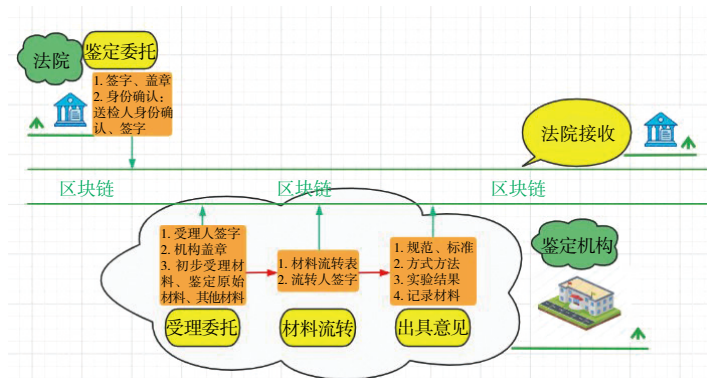 法院
鉴定委托
1. 签字、盖章
2. 身份确认：
送检人身份确
认、签字
法院接收
区块链
区块链
区块链
1. 受理人签字
2. 机构盖章
3. 初步受理材
料、鉴定原始
材料、其他材料
受理委托
1. 材料流转表
2. 流转人签字
材料流转
1. 规范、标准
2. 方式方法
3. 实验结果
4. 记录材料
出具意见
鉴定机构